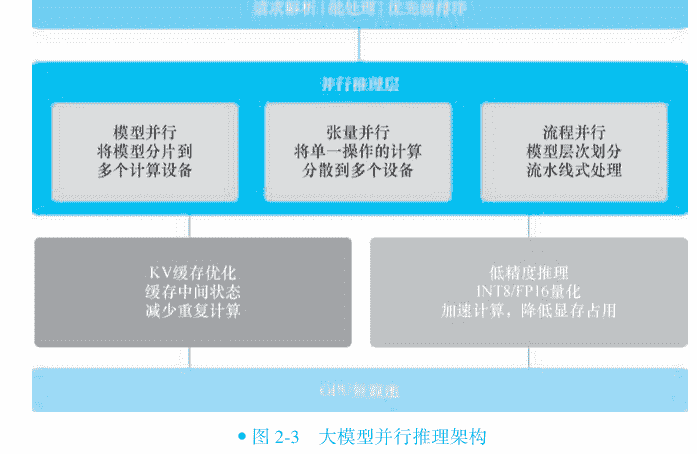 请求解析|批处理|优先级排序
并行推理层
模型并行
将模型分片到
多个计算设备
张量并行
将单一操作的计算
分散到多个设备
流程并行
模型层次划分
流水线式处理
KV缓存优化
缓存中间状态
减少重复计算
低精度推理
INT8/FP16量化
加速计算，降低显存占用
•图 2-3 大模型并行推理架构